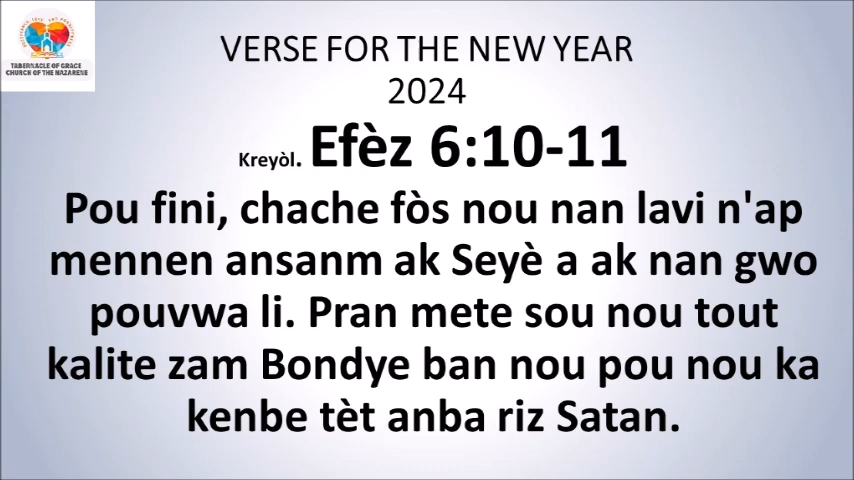 TABERNACLE OF GRACE
CHURCH OF THE NAZARENE
VERSE FOR THE NEW YEAR
2024
Kreyòl. Efèz 6:10-11
Pou fini, chache fòs nou nan lavi n'ap
mennen ansanm ak Seyè a ak nan gwo
pouvwa li. Pran mete sou nou tout
kalite zam Bondye ban nou pou nou ka
kenbe tèt anba riz Satan.